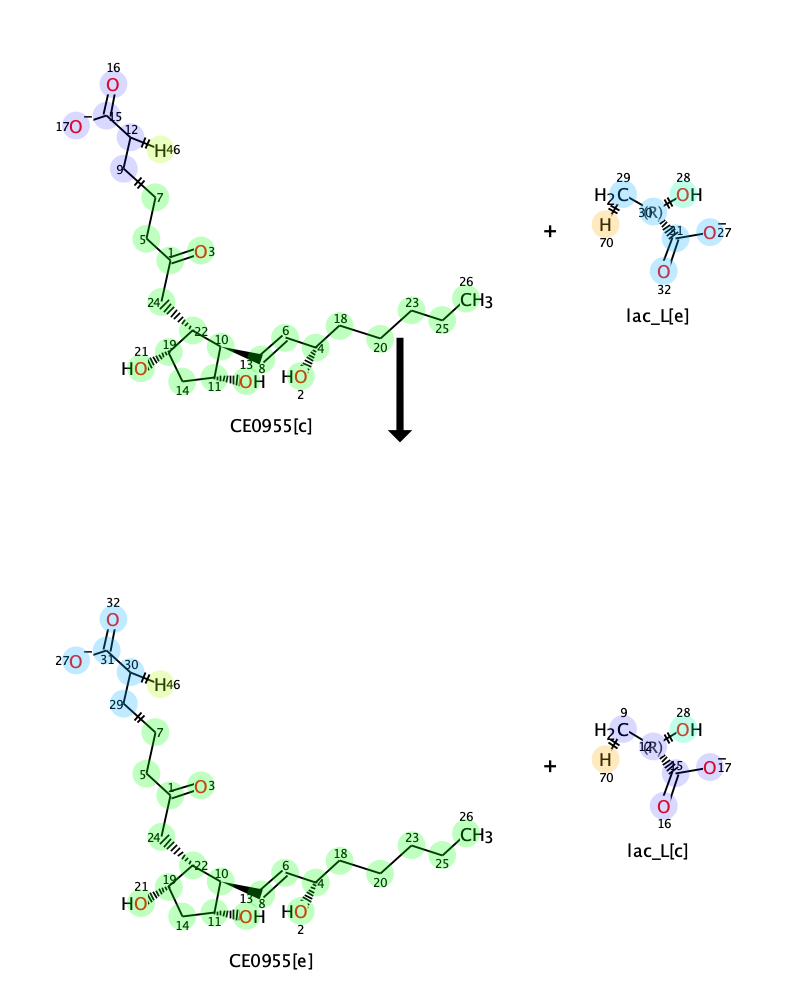 16
O
17 O − 15
12
H 46
9
7
5
1
O 3
24
22
19
10
6
21
HO
14
11
13
OH
8
4
HO
2
18
20
23
25
26
CH3
CE0955[c]
+
29
28
H2C
OH
30 (R)
H
70
31
O − 27
O
32
lac_L[e]
32
O
27 O − 31
30
H 46
29
7
5
1
O 3
24
22
19
10
6
21
HO
14
11
13
OH
8
4
HO
2
18
20
23
25
26
CH3
CE0955[e]
+
9
28
H2C
OH
12 (R)
H
70
15
O − 17
O
16
lac_L[c]